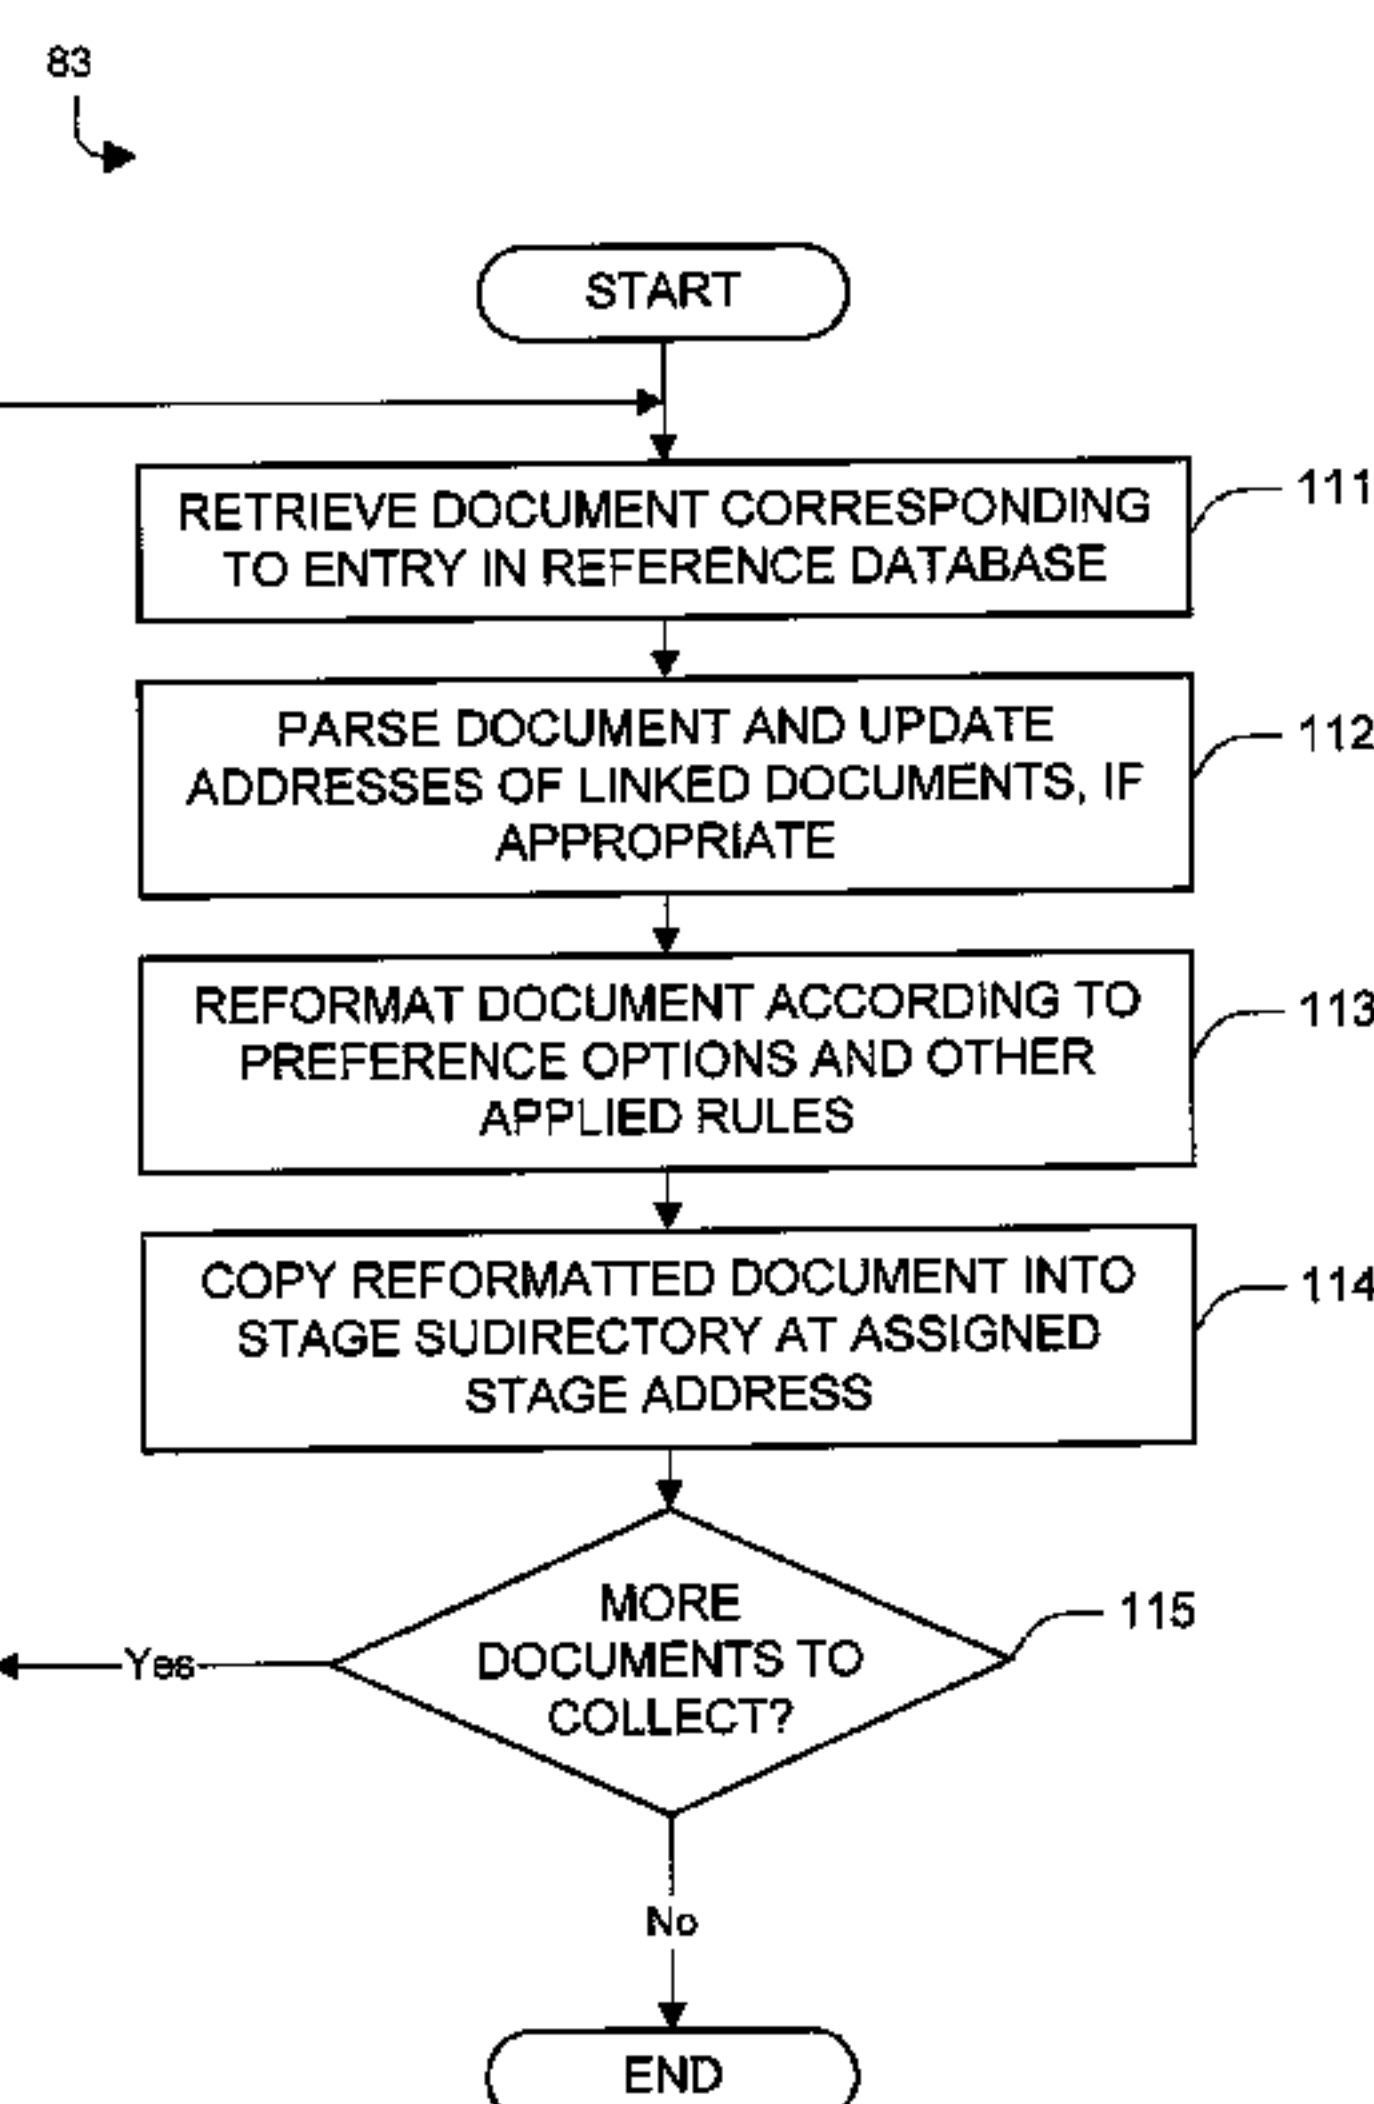 83
START
RETRIEVE DOCUMENT CORRESPONDING
TO ENTRY IN REFERENCE DATABASE
111
PARSE DOCUMENT AND UPDATE
ADDRESSES OF LINKED DOCUMENTS, IF
APPROPRIATE
112
REFORMAT DOCUMENT ACCORDING TO
PREFERENCE OPTIONS AND OTHER
APPLIED RULES
113
COPY REFORMATTED DOCUMENT INTO
STAGE SUDIRECTORY AT ASSIGNED
STAGE ADDRESS
114
MORE
DOCUMENTS TO
COLLECT?
115
Yes
No
END